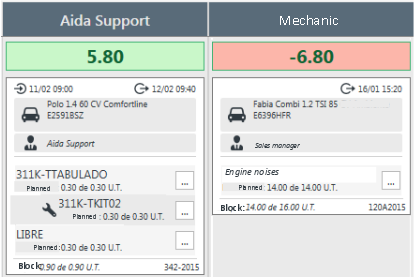 Aida Support
5.80
11/02 09:00 12/02 09:40
Polo 1.4 60 CV Comfortline
E2591BSZ
Aida Support
311K-TTABULADO
Planned : 0.30 de 0.30 U.T.
...
311K-TKIT02
Planned : 0.30 de 0.30 U.T.
...
LIBRE
Planned : 0.30 de 0.30 U.T.
...
Block: 0.90 de 0.90 U.T. 342-2015
Mechanic
-6.80
16/01 15:20
Fabia Combi 1.2 TSI 85
E6396HFR
Sales manager
Engine noises
Planned : 14.00 de 14.00 U.T.
...
Block: 14.00 de 16.00 U.T. 120A2015